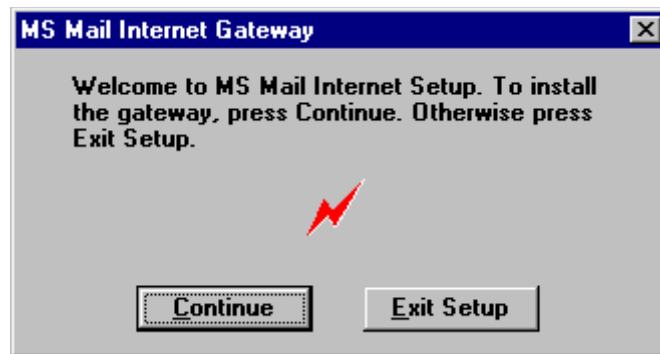 MS Mail Internet Gateway
Welcome to MS Mail Internet Setup. To install
the gateway, press Continue. Otherwise press
Exit Setup.
Continue
Exit Setup